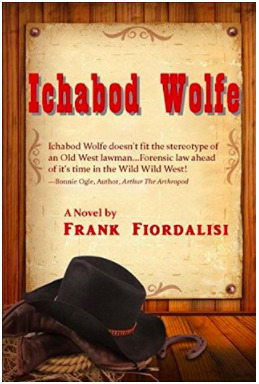 Ichabod Wolfe
Ichabod Wolfe doesn't fit the stereotype of
an Old West lawman...Forensic law ahead
of it's time in the Wild Wild West!
—Bonnie Ogle, Author, Arthur The Arthropod
A Novel by
Frank Fiordalisi